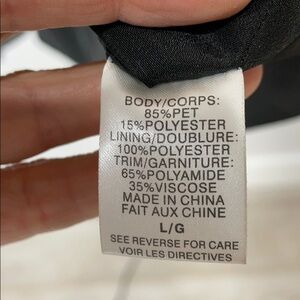 BODY/CORPS:
85%PET
15%POLYESTER
LINING/DOUBLURE:
100%POLYESTER
TRIM/GARNITURE:
65%POLYAMIDE
35%VISCOSE
MADE IN CHINA
FAIT AUX CHINE
L/G
SEE REVERSE FOR CARE
VOIR LES DIRECTIVES